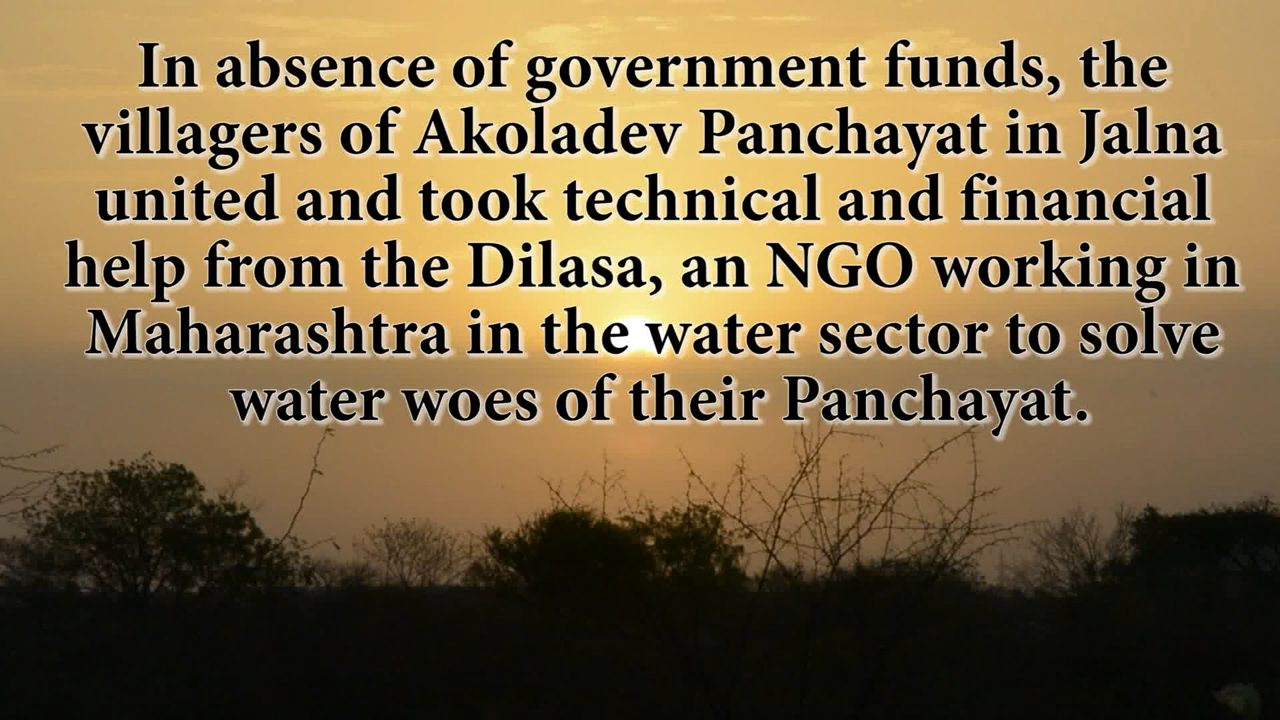 In absence of government funds, the
villagers of Akoladev Panchayat in Jalna
united and took technical and financial
help from the Dilasa, an NGO working in
Maharashtra in the water sector to solve
water woes of their Panchayat.